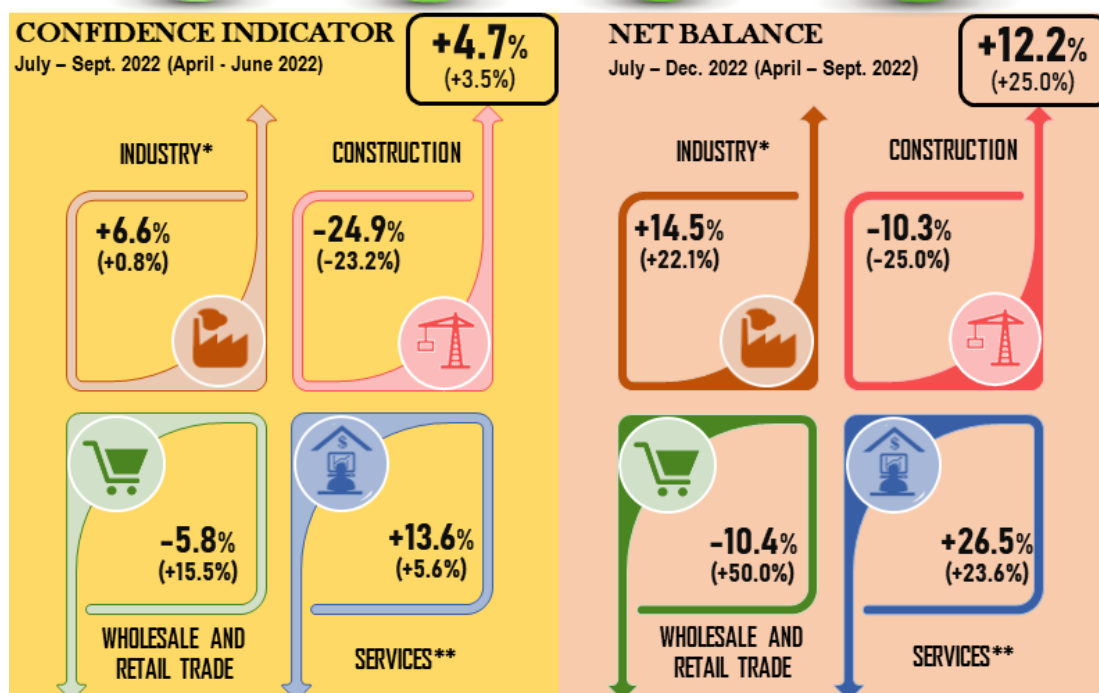 CONFIDENCE INDICATOR
July – Sept. 2022 (April - June 2022)
+4.7%
(+3.5%)
INDUSTRY*
CONSTRUCTION
+6.6%
(+0.8%)
-24.9%
(-23.2%)
$
-5.8%
(+15.5%)
+13.6%
(+5.6%)
WHOLESALE AND
RETAIL TRADE
SERVICES**
NET BALANCE
July – Dec. 2022 (April – Sept. 2022)
+12.2%
(+25.0%)
INDUSTRY*
CONSTRUCTION
+14.5%
(+22.1%)
-10.3%
(-25.0%)
$
-10.4%
(+50.0%)
+26.5%
(+23.6%)
WHOLESALE AND
RETAIL TRADE
SERVICES**